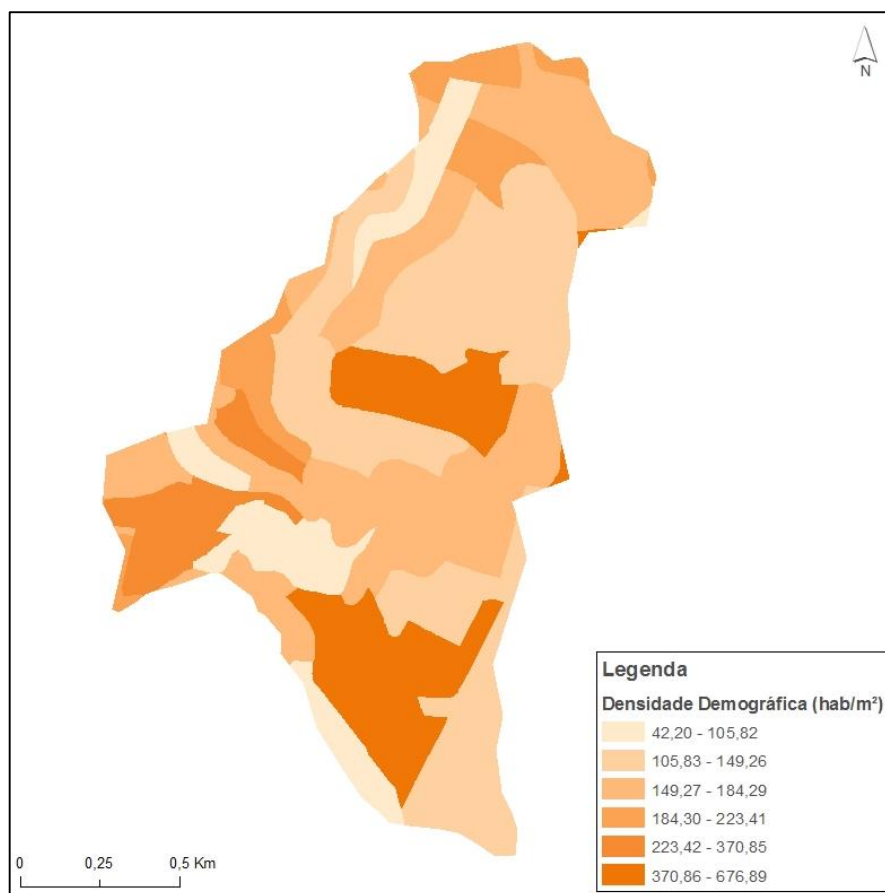 N
Legenda
Densidade Demográfica (hab/m²)
42,20 - 105,82
105,83 - 149,26
149,27 - 184,29
184,30 - 223,41
223,42 - 370,85
370,86 - 676,89
0 0,25 0,5 Km